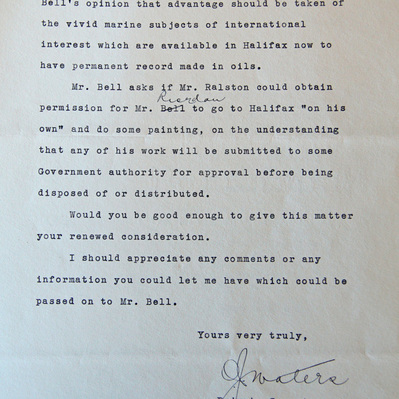 Bell's opinion that advantage should be taken of
the vivid marine subjects of international
interest which are available in Halifax now to
have permanent record made in oils.
Mr. Bell asks if Mr. Ralston could obtain
Riordan
permission for Mr. Bell to go to Halifax "on his
own" and do some painting, on the understanding
that any of his work will be submitted to some
Government authority for approval before being
disposed of or distributed.
Would you be good enough to give this matter
your renewed consideration.
I should appreciate any comments or any
information you could let me have which could be
passed on to Mr. Bell.
Yours very truly,
Waters